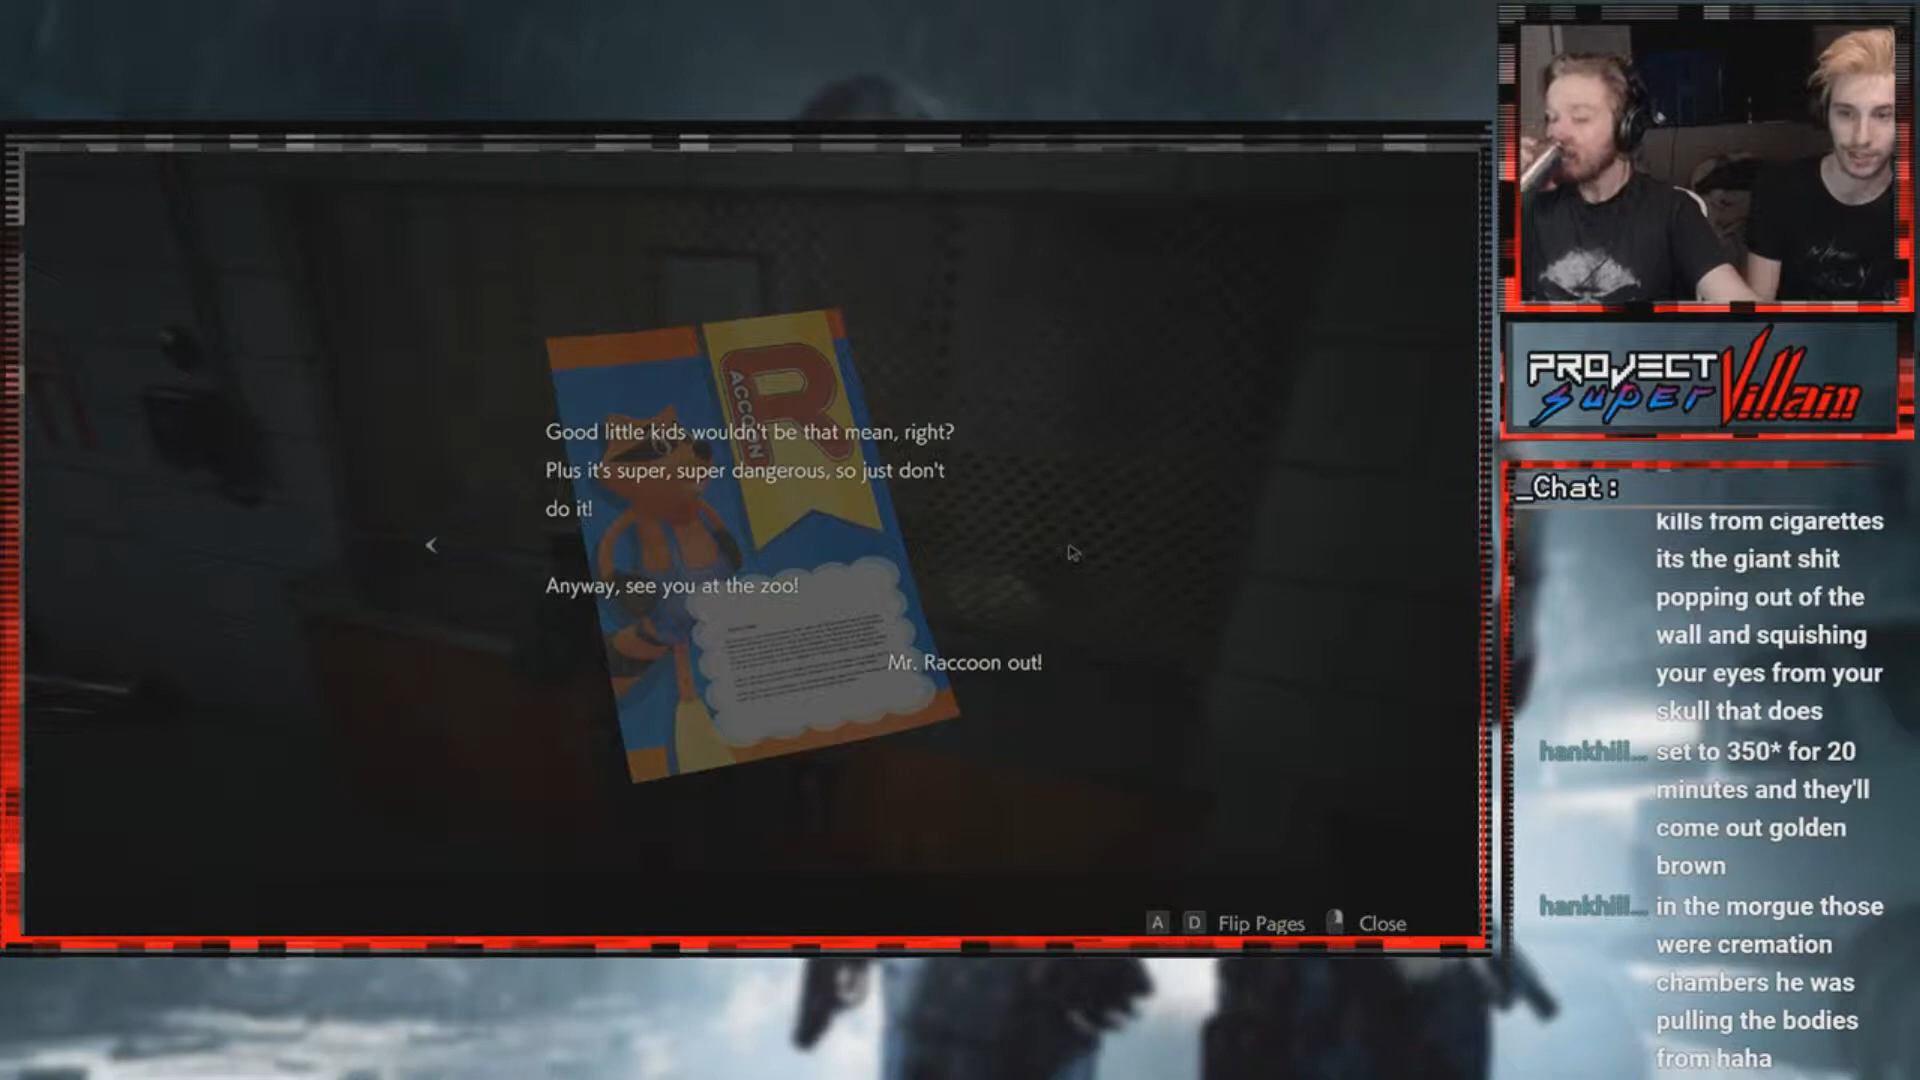 R
ACCOON
Good little kids wouldn't be that mean, right?
Plus it's super, super dangerous, so just don't
do it!
Anyway, see you at the zoo!
Mr. Raccoon out!
A D Flip Pages Close
PROJECT
super Villain
_Chat:
kills from cigarettes
its the giant shit
popping out of the
wall and squishing
your eyes from your
skull that does
hankhill... set to 350* for 20
minutes and they'll
come out golden
brown
hankhill... in the morgue those
were cremation
chambers he was
pulling the bodies
from haha